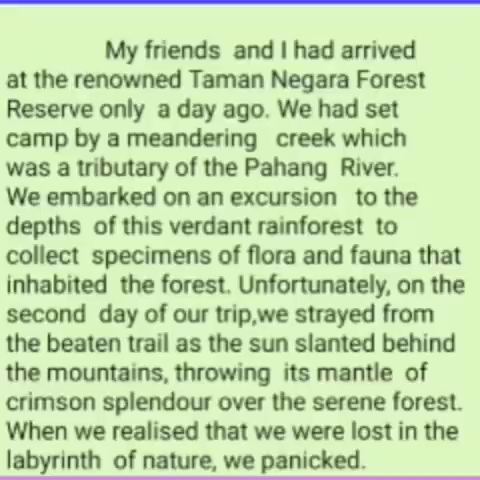 My friends and I had arrived
at the renowned Taman Negara Forest
Reserve only a day ago. We had set
camp by a meandering creek which
was a tributary of the Pahang River.
We embarked on an excursion to the
depths of this verdant rainforest to
collect specimens of flora and fauna that
inhabited the forest. Unfortunately, on the
second day of our trip,we strayed from
the beaten trail as the sun slanted behind
the mountains, throwing its mantle of
crimson splendour over the serene forest.
When we realised that we were lost in the
labyrinth of nature, we panicked.